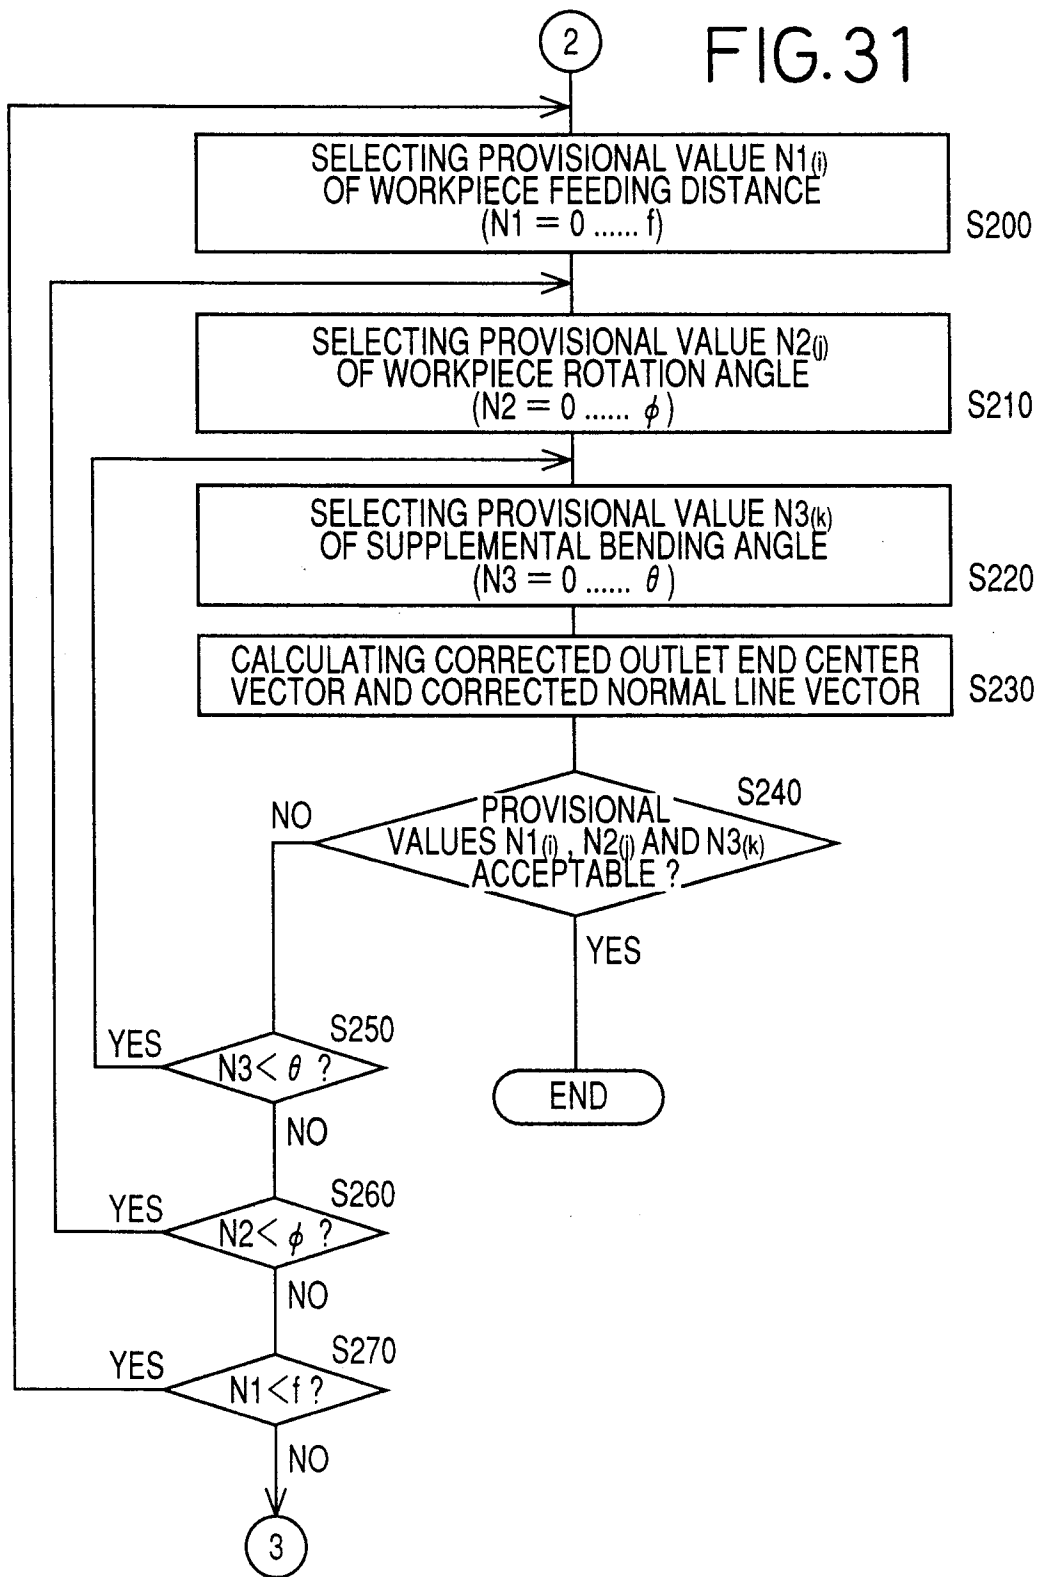 2
FIG.31
SELECTING PROVISIONAL VALUE N1(i)
OF WORKPIECE FEEDING DISTANCE
(N1 = 0 ...... f)
S200
SELECTING PROVISIONAL VALUE N2(j)
OF WORKPIECE ROTATION ANGLE
(N2 = 0 ...... ϕ)
S210
SELECTING PROVISIONAL VALUE N3(k)
OF SUPPLEMENTAL BENDING ANGLE
(N3 = 0 ...... θ)
S220
CALCULATING CORRECTED OUTLET END CENTER
VECTOR AND CORRECTED NORMAL LINE VECTOR
S230
S240
PROVISIONAL
VALUES N1(i) , N2(j) AND N3(k)
ACCEPTABLE ?
NO
YES
END
S250
N3 < θ ?
YES
NO
S260
N2 < ϕ ?
YES
NO
S270
N1 < f ?
YES
NO
3